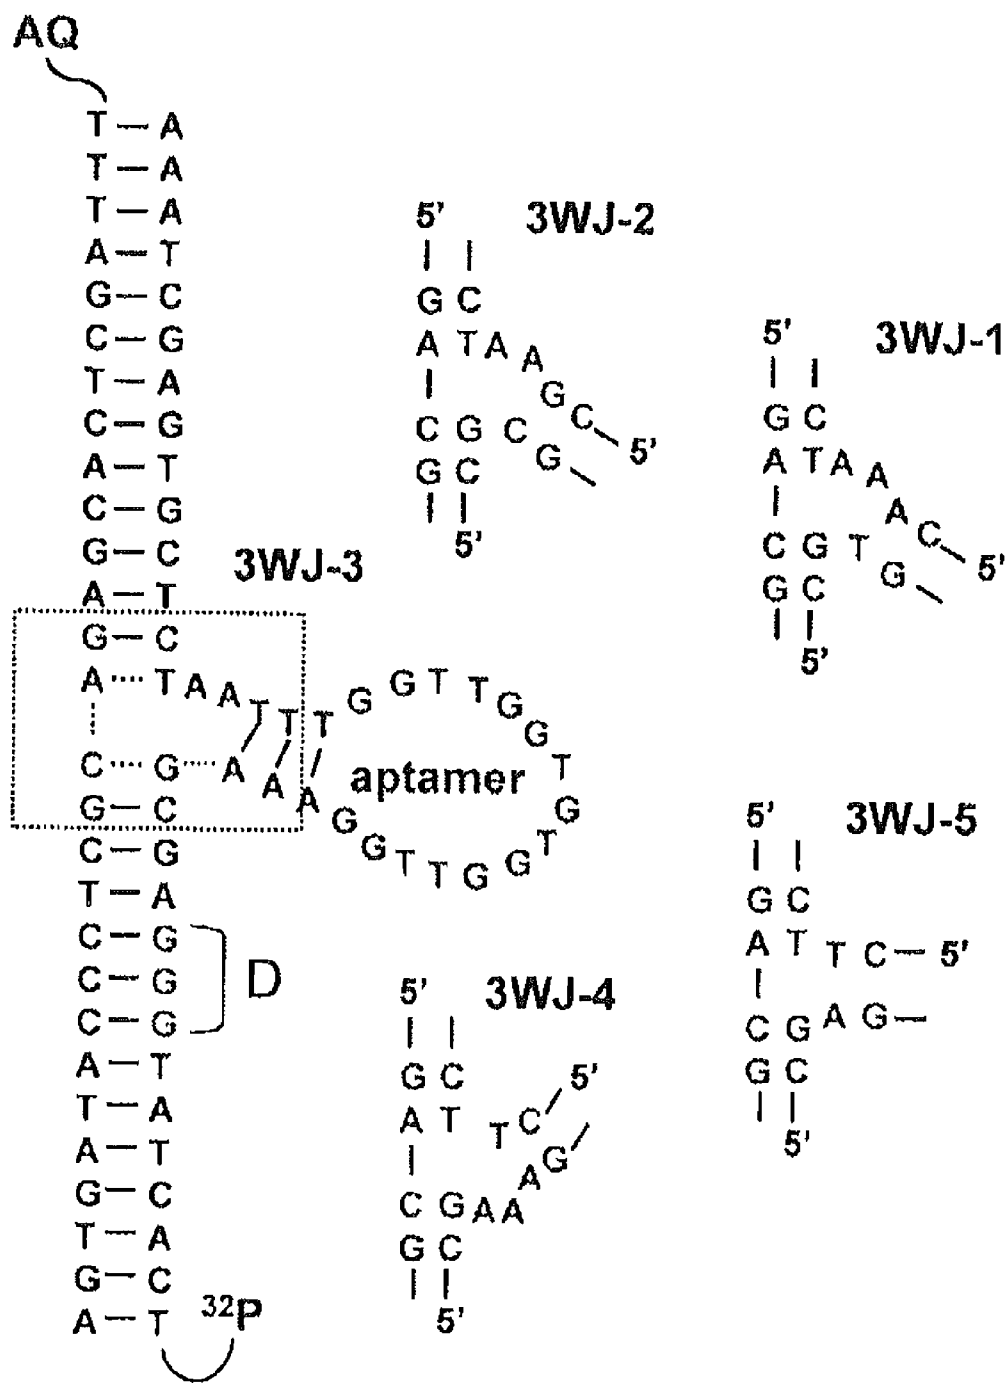 AQ
T—A
T—A
T—A
A—T
G—C
C—G
T—A
C—G
A—T
C—G
G—C
A—T
3WJ-3
G—C
A····TAATTTGGTTGGTGTGGTTGGAAA
C····G
G—C
C—G
T—A
C—G
C—G
C—G
A—T
T—A
A—T
G—C
T—A
G—C
A—T
32P
aptamer
D
3WJ-2
5'
G C
A T A A G C 5'
C G C G
G C
5'
3WJ-1
5'
G C
A T A A A C 5'
C G T G
G C
5'
3WJ-5
5'
G C
A T T C—5'
C G A G—
G C
5'
3WJ-4
5'
G C
A T T C 5'
C G A A A G
G C
5'